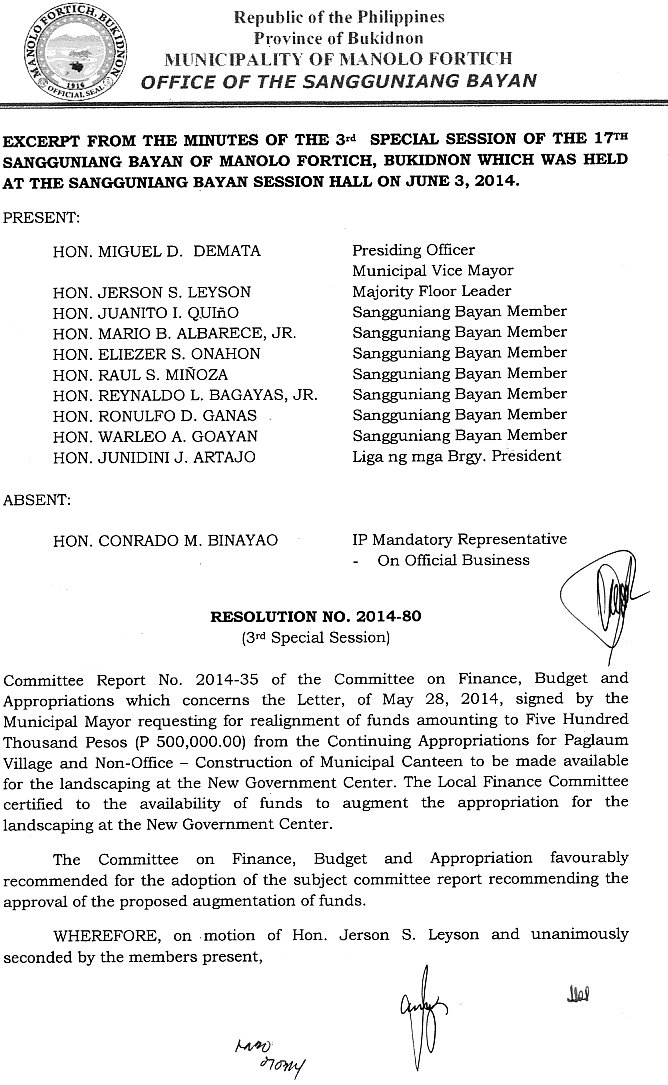 MANOLO FORTICH, BUKIDNON
1916
OFFICIAL SEAL
Republic of the Philippines
Province of Bukidnon
MUNICIPALITY OF MANOLO FORTICH
OFFICE OF THE SANGGUNIANG BAYAN
EXCERPT FROM THE MINUTES OF THE 3rd SPECIAL SESSION OF THE 17TH
SANGGUNIANG BAYAN OF MANOLO FORTICH, BUKIDNON WHICH WAS HELD
AT THE SANGGUNIANG BAYAN SESSION HALL ON JUNE 3, 2014.
PRESENT:
HON. MIGUEL D. DEMATA Presiding Officer
Municipal Vice Mayor
HON. JERSON S. LEYSON Majority Floor Leader
HON. JUANITO I. QUIñO Sangguniang Bayan Member
HON. MARIO B. ALBARECE, JR. Sangguniang Bayan Member
HON. ELIEZER S. ONAHON Sangguniang Bayan Member
HON. RAUL S. MIÑOZA Sangguniang Bayan Member
HON. REYNALDO L. BAGAYAS, JR. Sangguniang Bayan Member
HON. RONULFO D. GANAS Sangguniang Bayan Member
HON. WARLEO A. GOAYAN Sangguniang Bayan Member
HON. JUNIDINI J. ARTAJO Liga ng mga Brgy. President
ABSENT:
HON. CONRADO M. BINAYAO IP Mandatory Representative
- On Official Business
RESOLUTION NO. 2014-80
(3rd Special Session)
Committee Report No. 2014-35 of the Committee on Finance, Budget and
Appropriations which concerns the Letter, of May 28, 2014, signed by the
Municipal Mayor requesting for realignment of funds amounting to Five Hundred
Thousand Pesos (P 500,000.00) from the Continuing Appropriations for Paglaum
Village and Non-Office – Construction of Municipal Canteen to be made available
for the landscaping at the New Government Center. The Local Finance Committee
certified to the availability of funds to augment the appropriation for the
landscaping at the New Government Center.
The Committee on Finance, Budget and Appropriation favourably
recommended for the adoption of the subject committee report recommending the
approval of the proposed augmentation of funds.
WHEREFORE, on motion of Hon. Jerson S. Leyson and unanimously
seconded by the members present,